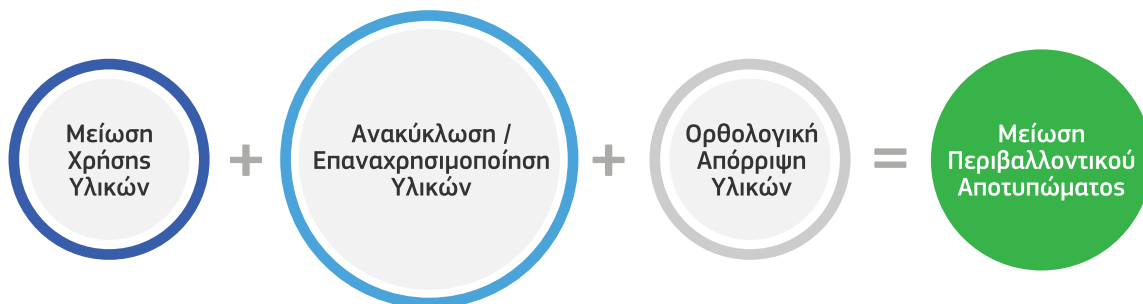 Μείωση
Χρήσης
Υλικών
+
Ανακύκλωση /
Επαναχρησιμοποίηση
Υλικών
+
Ορθολογική
Απόρριψη
Υλικών
=
Μείωση
Περιβαλλοντικού
Αποτυπώματος